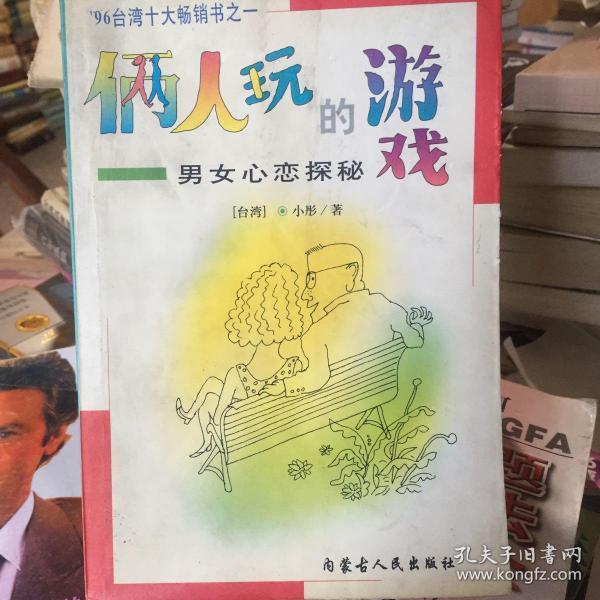 '96台湾十大畅销书之一
俩人玩的游戏
男女心恋探秘
[台湾] 小彤/著
内蒙古人民出版社
GFA
孔夫子旧书网
www.kongfz.com